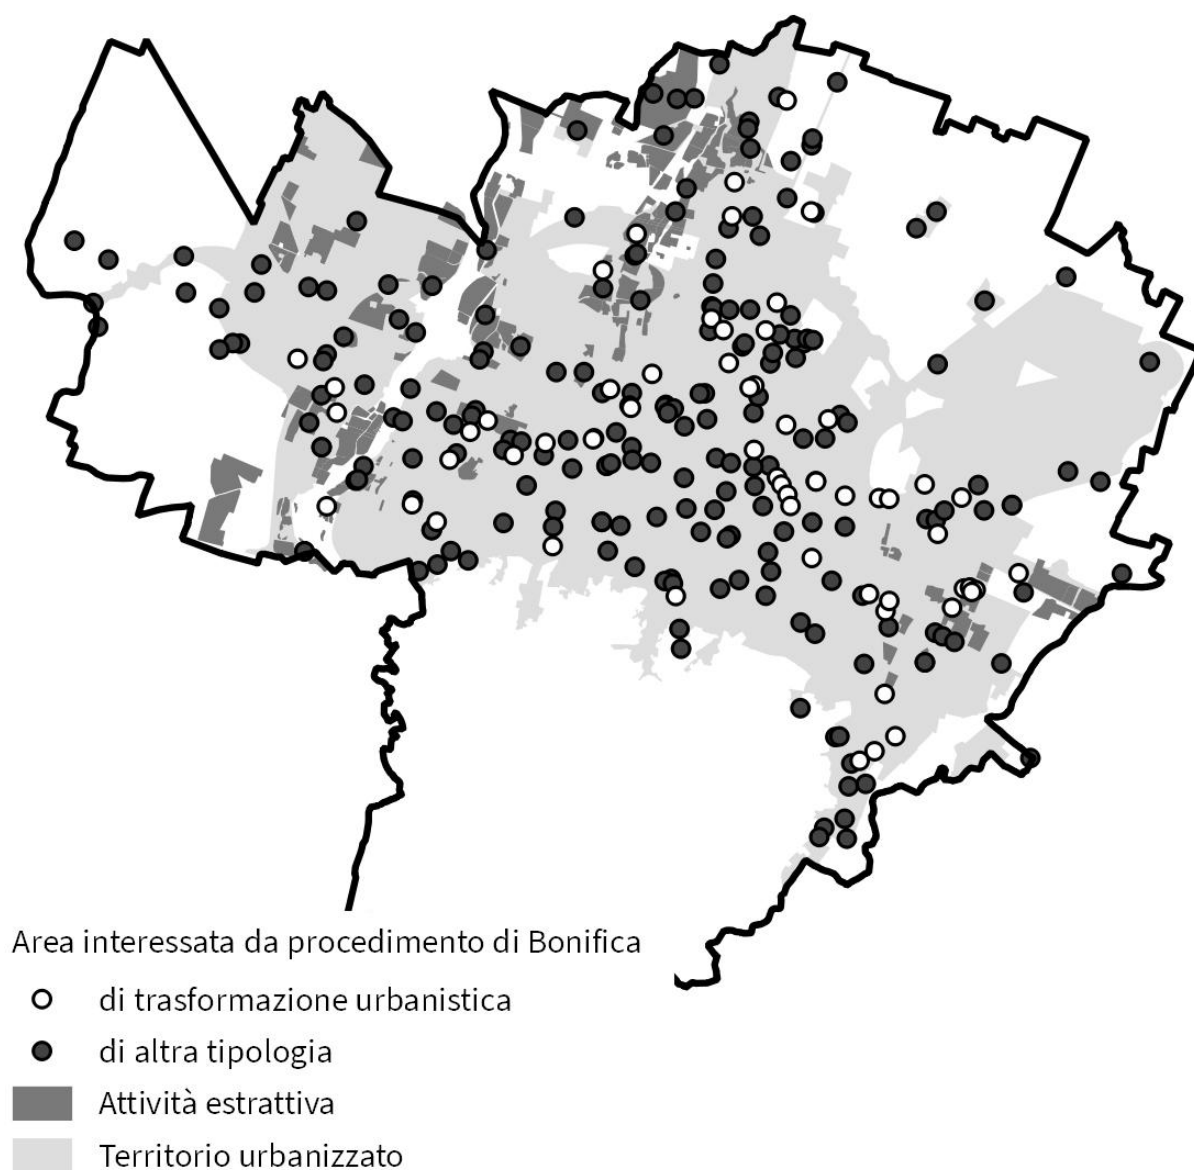 Area interessata da procedimento di Bonifica
di trasformazione urbanistica
di altra tipologia
Attività estrattiva
Territorio urbanizzato